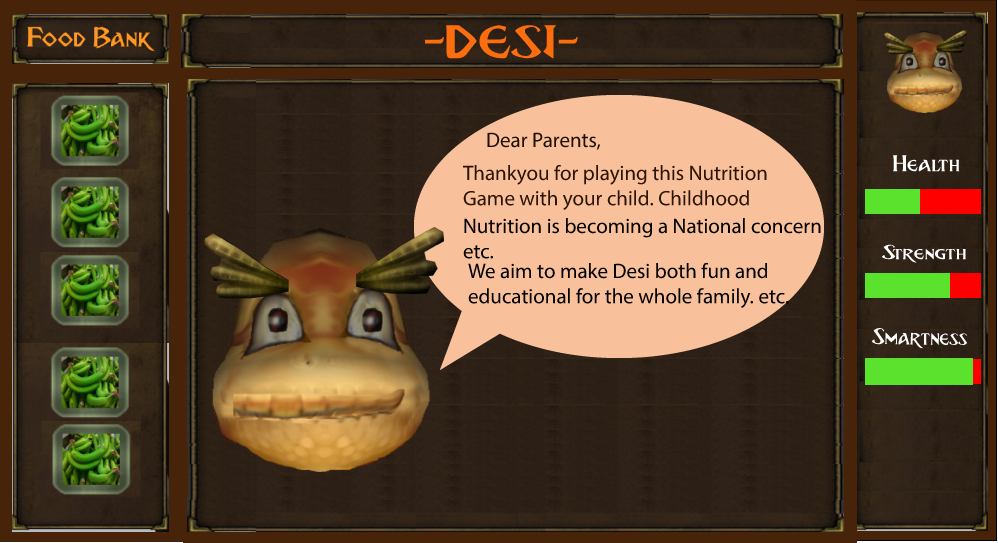 Food Bank
-DESI-
Dear Parents,
Thankyou for playing this Nutrition
Game with your child. Childhood
Nutrition is becoming a National concern
etc.
We aim to make Desi both fun and
educational for the whole family. etc.
Health
Strength
Smartness